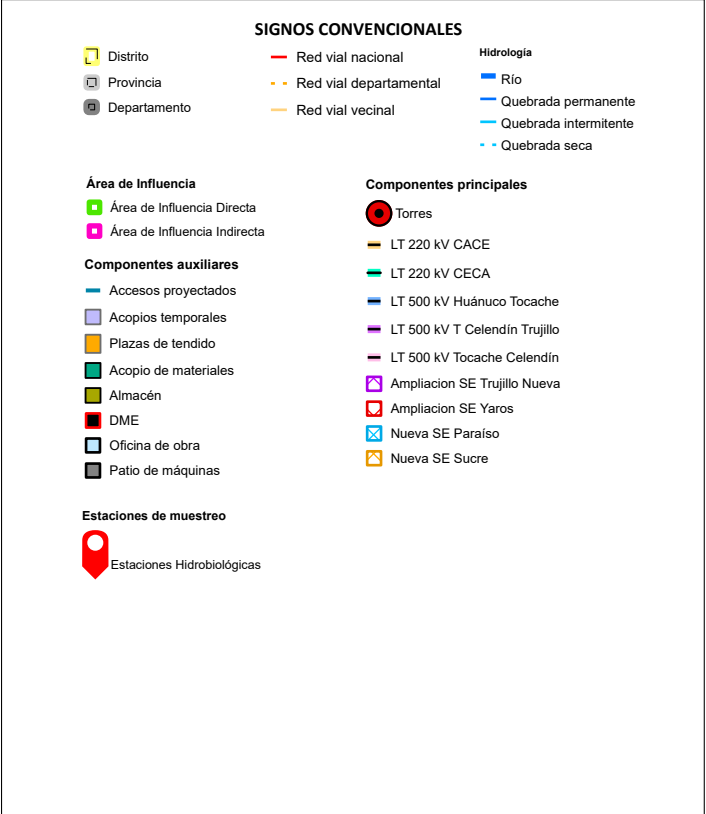 SIGNOS CONVENCIONALES
Distrito
Provincia
Departamento
Red vial nacional
Red vial departamental
Red vial vecinal
Hidrología
Río
Quebrada permanente
Quebrada intermitente
Quebrada seca
Área de Influencia
Área de Influencia Directa
Área de Influencia Indirecta
Componentes auxiliares
Accesos proyectados
Acopios temporales
Plazas de tendido
Acopio de materiales
Almacén
DME
Oficina de obra
Patio de máquinas
Componentes principales
Torres
LT 220 kV CACE
LT 220 kV CECA
LT 500 kV Huánuco Tocache
LT 500 kV T Celendín Trujillo
LT 500 kV Tocache Celendín
Ampliacion SE Trujillo Nueva
Ampliacion SE Yaros
Nueva SE Paraíso
Nueva SE Sucre
Estaciones de muestreo
Estaciones Hidrobiológicas